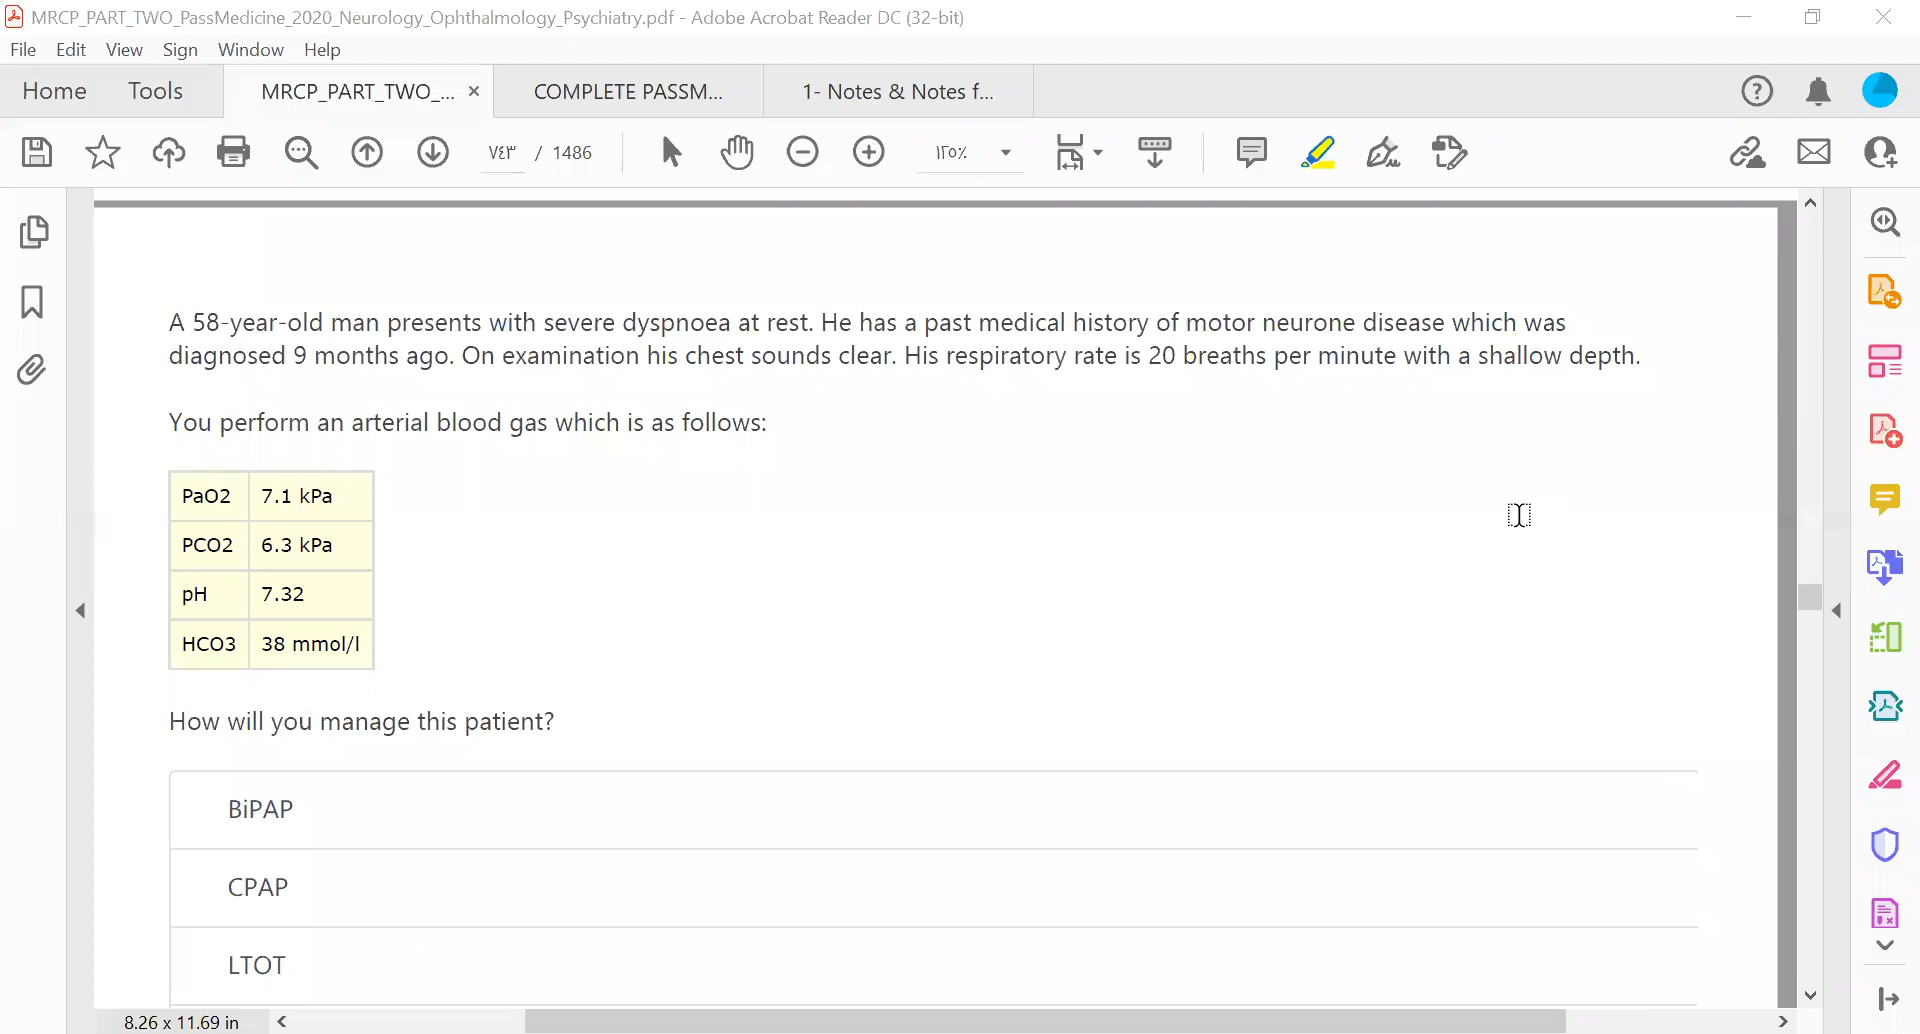 MRCP_PART_TWO_PassMedicine_2020_Neurology_Ophthalmology_Psychiatry.pdf - Adobe Acrobat Reader DC (32-bit)
File Edit View Sign Window Help
Home Tools MRCP_PART_TWO_... × COMPLETE PASSM... 1- Notes & Notes f...
٧٤٣ / 1486 ١٢٥٪
A 58-year-old man presents with severe dyspnoea at rest. He has a past medical history of motor neurone disease which was
diagnosed 9 months ago. On examination his chest sounds clear. His respiratory rate is 20 breaths per minute with a shallow depth.
You perform an arterial blood gas which is as follows:
PaO2 7.1 kPa
PCO2 6.3 kPa
pH 7.32
HCO3 38 mmol/l
How will you manage this patient?
BiPAP
CPAP
LTOT
8.26 x 11.69 in